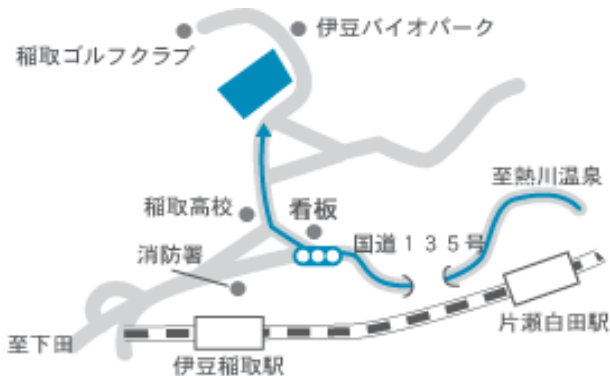 伊豆バイオパーク
稲取ゴルフクラブ
至熱川温泉
稲取高校
看板
国道１３５号
消防署
片瀬白田駅
至下田
伊豆稲取駅